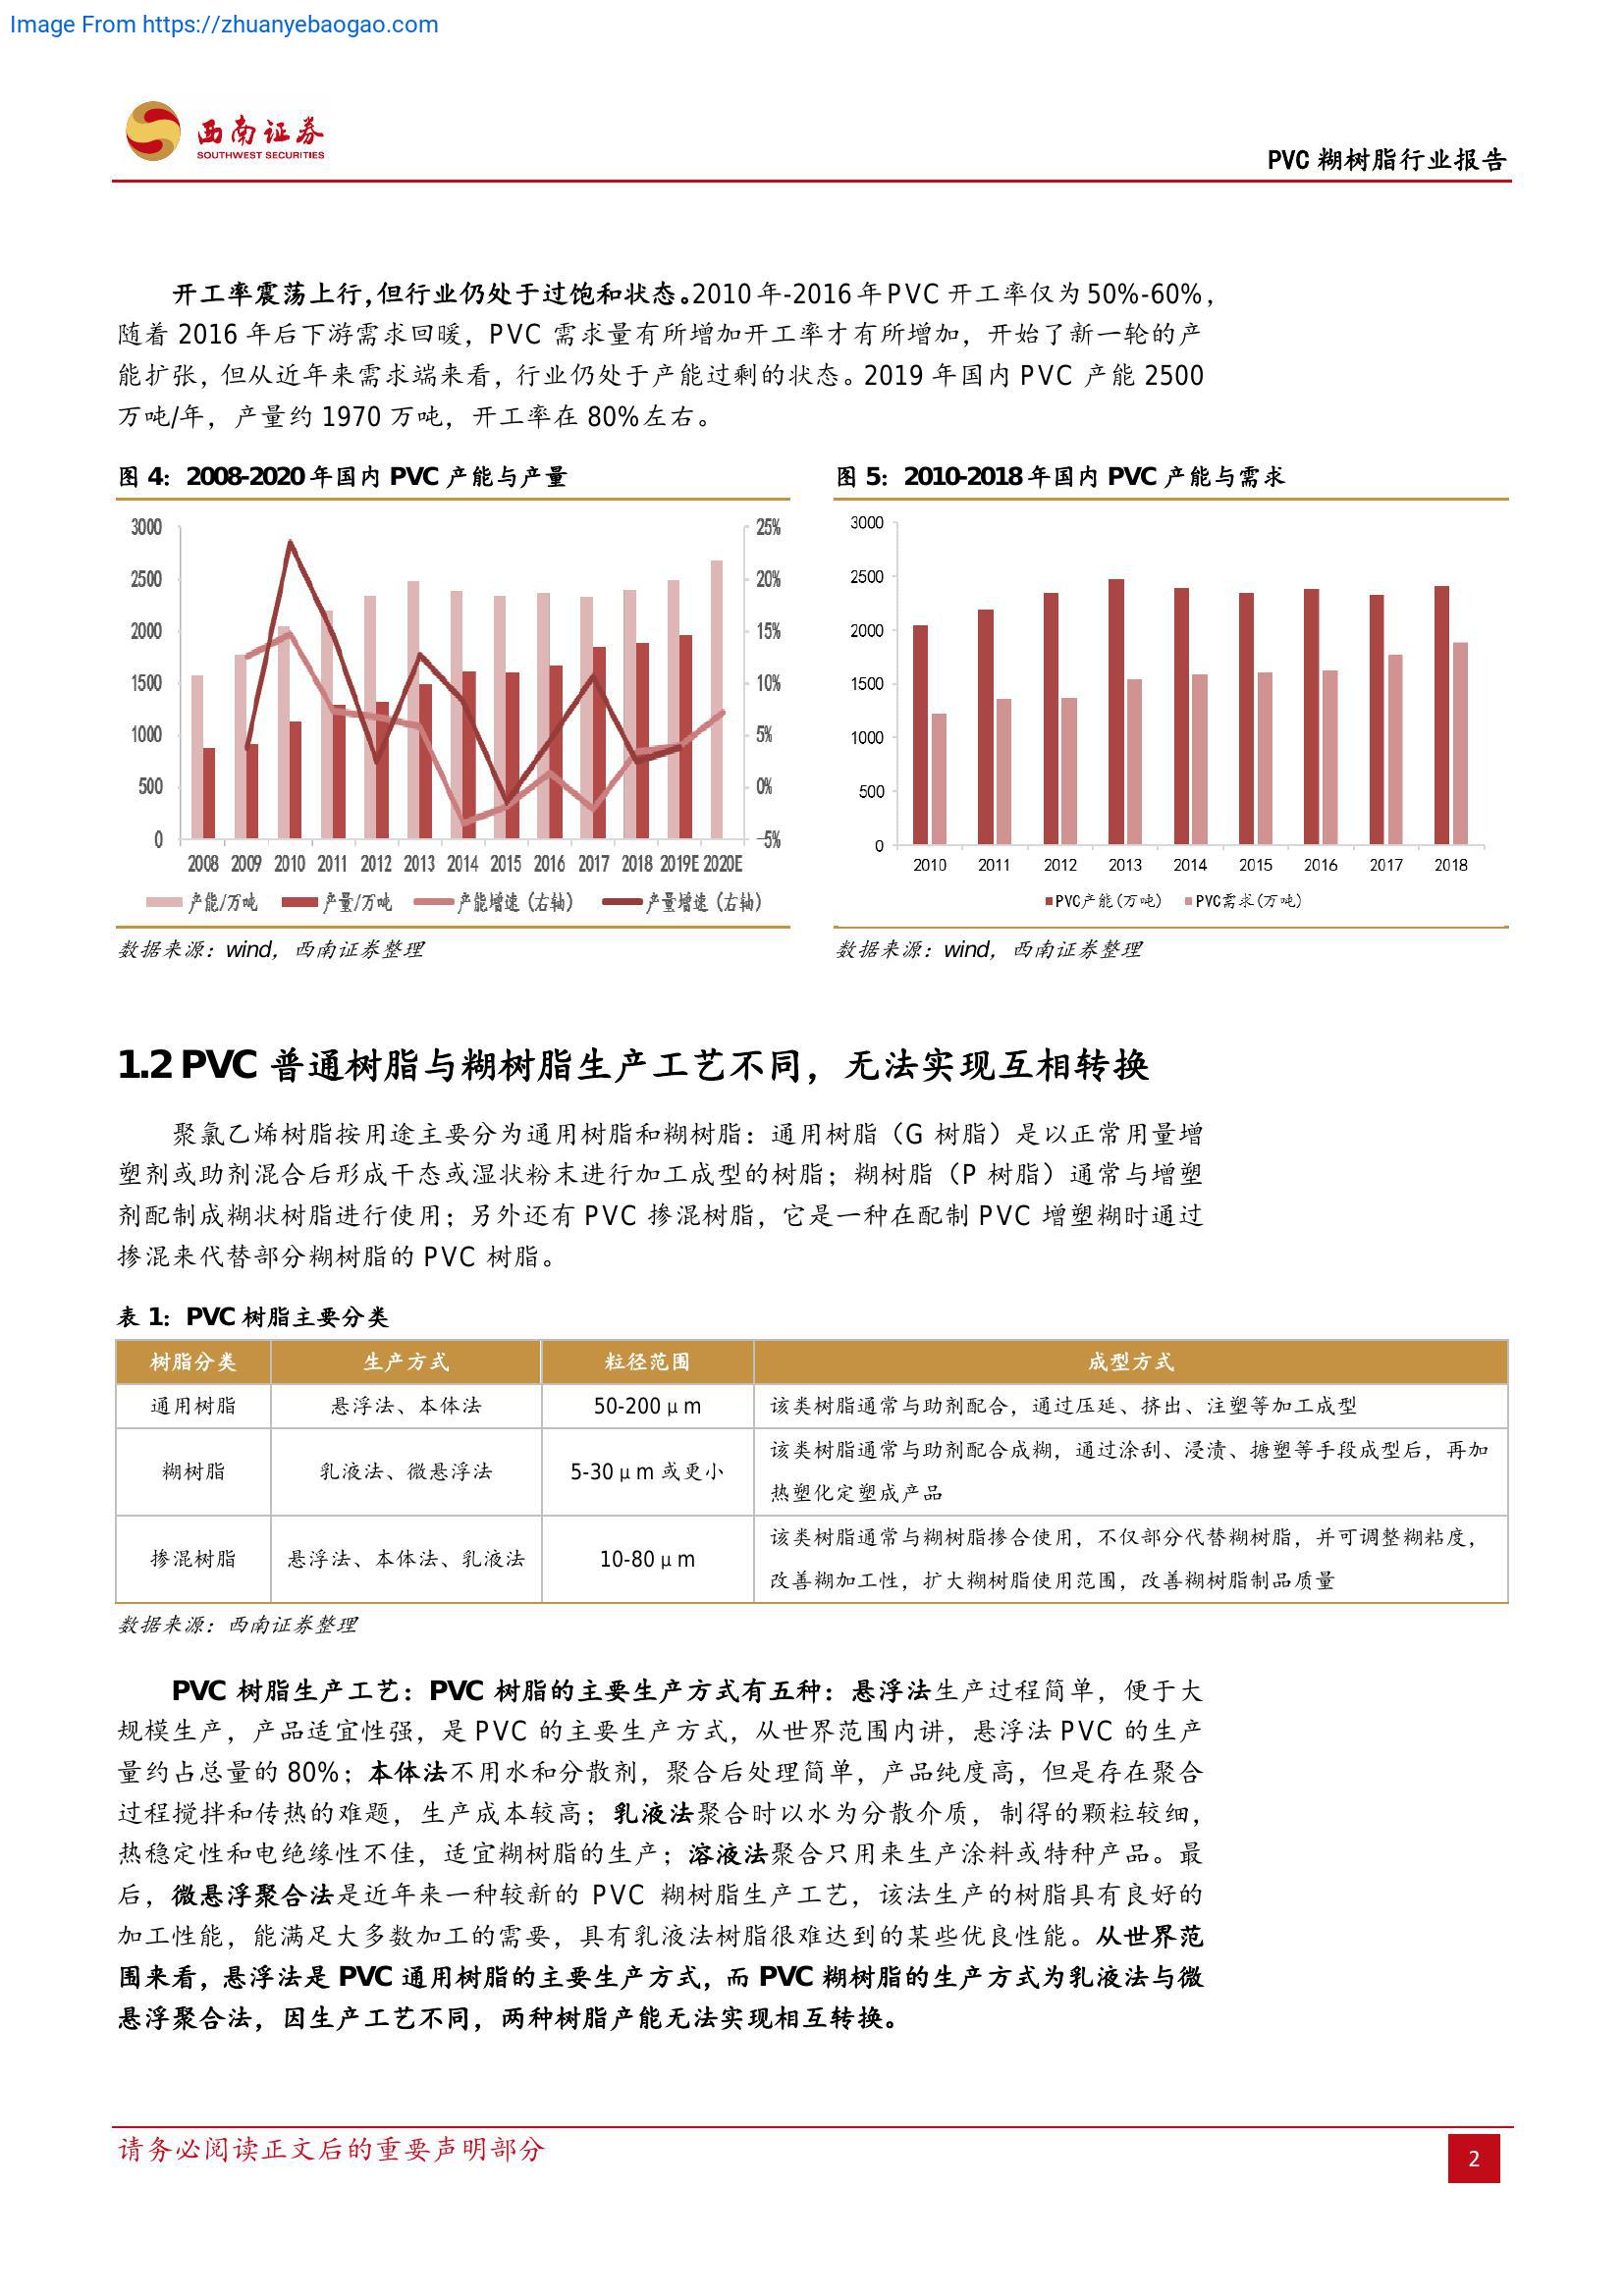 Image From https://zhuanyebaogao.com
西南证券
SOUTHWEST SECURITIES
PVC 糊树脂行业报告
开工率震荡上行，但行业仍处于过饱和状态。2010 年-2016 年 PVC 开工率仅为 50%-60%，
随着 2016 年后下游需求回暖，PVC 需求量有所增加开工率才有所增加，开始了新一轮的产
能扩张，但从近年来需求端来看，行业仍处于产能过剩的状态。2019 年国内 PVC 产能 2500
万吨/年，产量约 1970 万吨，开工率在 80%左右。
图 4：2008-2020 年国内 PVC 产能与产量
3000
2500
2000
1500
1000
500
0
25%
20%
15%
10%
5%
0%
-5%
2008 2009 2010 2011 2012 2013 2014 2015 2016 2017 2018 2019E 2020E
产能/万吨 产量/万吨 产能增速（右轴） 产量增速（右轴）
数据来源：wind，西南证券整理
图 5：2010-2018 年国内 PVC 产能与需求
3000
2500
2000
1500
1000
500
0
2010 2011 2012 2013 2014 2015 2016 2017 2018
PVC产能(万吨) PVC需求(万吨)
数据来源：wind，西南证券整理
1.2 PVC 普通树脂与糊树脂生产工艺不同，无法实现互相转换
聚氯乙烯树脂按用途主要分为通用树脂和糊树脂：通用树脂（G 树脂）是以正常用量增
塑剂或助剂混合后形成干态或湿状粉末进行加工成型的树脂；糊树脂（P 树脂）通常与增塑
剂配制成糊状树脂进行使用；另外还有 PVC 掺混树脂，它是一种在配制 PVC 增塑糊时通过
掺混来代替部分糊树脂的 PVC 树脂。
表 1：PVC 树脂主要分类
树脂分类 生产方式 粒径范围 成型方式
通用树脂 悬浮法、本体法 50-200μm 该类树脂通常与助剂配合，通过压延、挤出、注塑等加工成型
糊树脂 乳液法、微悬浮法 5-30μm 或更小 该类树脂通常与助剂配合成糊，通过涂刮、浸渍、搪塑等手段成型后，再加
热塑化定塑成产品
掺混树脂 悬浮法、本体法、乳液法 10-80μm 该类树脂通常与糊树脂掺合使用，不仅部分代替糊树脂，并可调整糊粘度，
改善糊加工性，扩大糊树脂使用范围，改善糊树脂制品质量
数据来源：西南证券整理
PVC 树脂生产工艺：PVC 树脂的主要生产方式有五种：悬浮法生产过程简单，便于大
规模生产，产品适宜性强，是 PVC 的主要生产方式，从世界范围内讲，悬浮法 PVC 的生产
量约占总量的 80%；本体法不用水和分散剂，聚合后处理简单，产品纯度高，但是存在聚合
过程搅拌和传热的难题，生产成本较高；乳液法聚合时以水为分散介质，制得的颗粒较细，
热稳定性和电绝缘性不佳，适宜糊树脂的生产；溶液法聚合只用来生产涂料或特种产品。最
后，微悬浮聚合法是近年来一种较新的 PVC 糊树脂生产工艺，该法生产的树脂具有良好的
加工性能，能满足大多数加工的需要，具有乳液法树脂很难达到的某些优良性能。从世界范
围来看，悬浮法是 PVC 通用树脂的主要生产方式，而 PVC 糊树脂的生产方式为乳液法与微
悬浮聚合法，因生产工艺不同，两种树脂产能无法实现相互转换。
请务必阅读正文后的重要声明部分
2